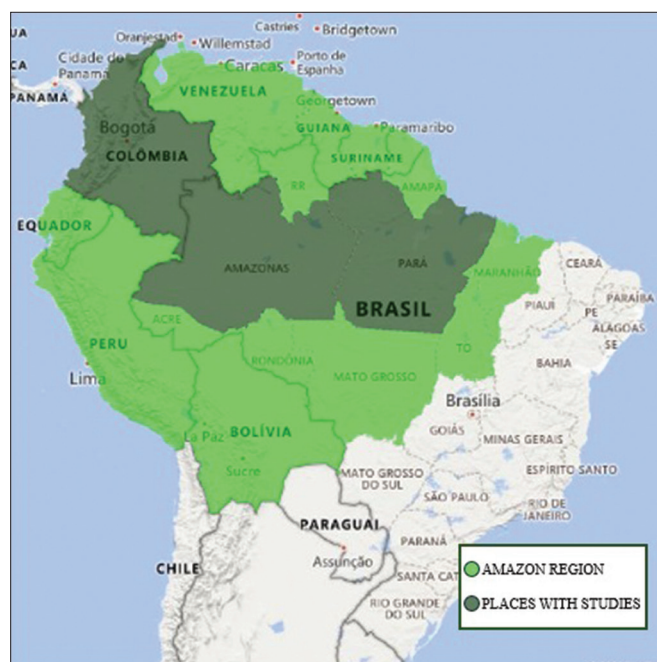 Castries
Bridgetown
UA
Oranjestad
Willemstad
CA
Cidade do
Panamá
Caracas
Porto de
Espanha
PANAMÁ
VENEZUELA
Georgetown
Bogotá
GUIANA
Paramaribo
COLÔMBIA
SURINAME
RR
AMAPÁ
EQUADOR
AMAZONAS
PARÁ
MARANHÃO
CEARÁ
BRASIL
PIAUÍ
PARAÍBA
PE
ACRE
ALAGOAS
SE
PERU
RONDÔNIA
TO
BAHIA
Lima
MATO GROSSO
Brasília
La Paz
BOLÍVIA
GOIÁS
MINAS GERAIS
Sucre
MATO GROSSO
DO SUL
ESPÍRITO SANTO
SÃO PAULO
RIO DE
JANEIRO
PARAGUAI
PARANÁ
Assunção
CHILE
SANTA CAT
RIO GRANDE
DO SUL
AMAZON REGION
PLACES WITH STUDIES